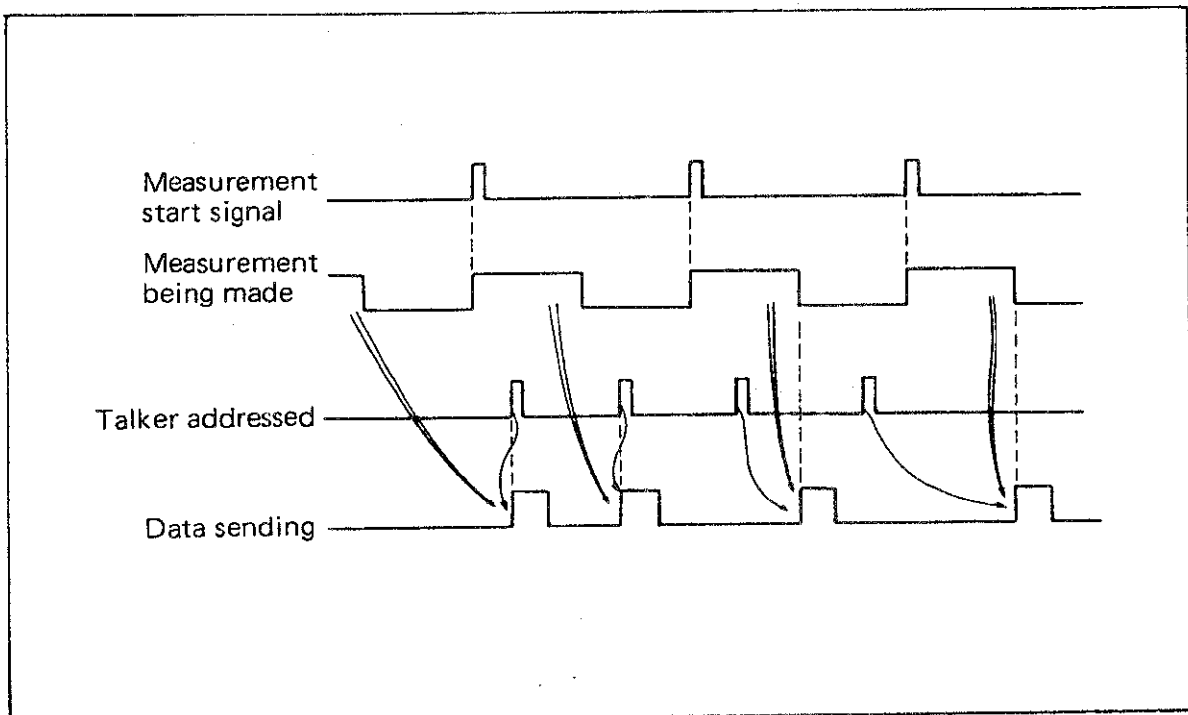 Measurement
start signal
Measurement
being made
Talker addressed
Data sending